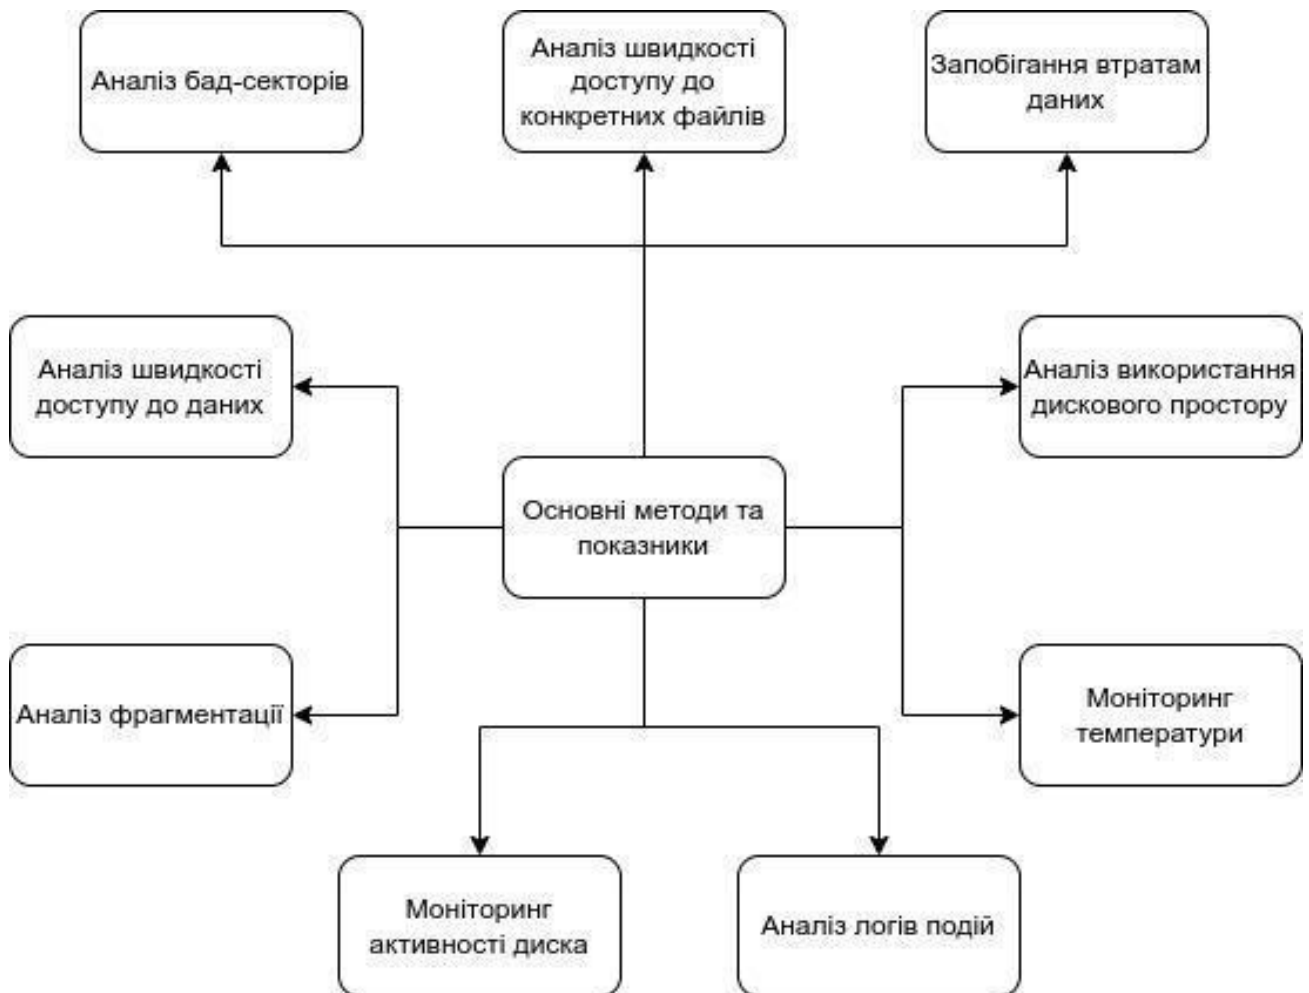 Аналіз бад-секторів
Аналіз швидкості
доступу до
конкретних файлів
Запобігання втратам
даних
Аналіз швидкості
доступу до даних
Аналіз використання
дискового простору
Основні методи та
показники
Аналіз фрагментації
Моніторинг
температури
Моніторинг
активності диска
Аналіз логів подій